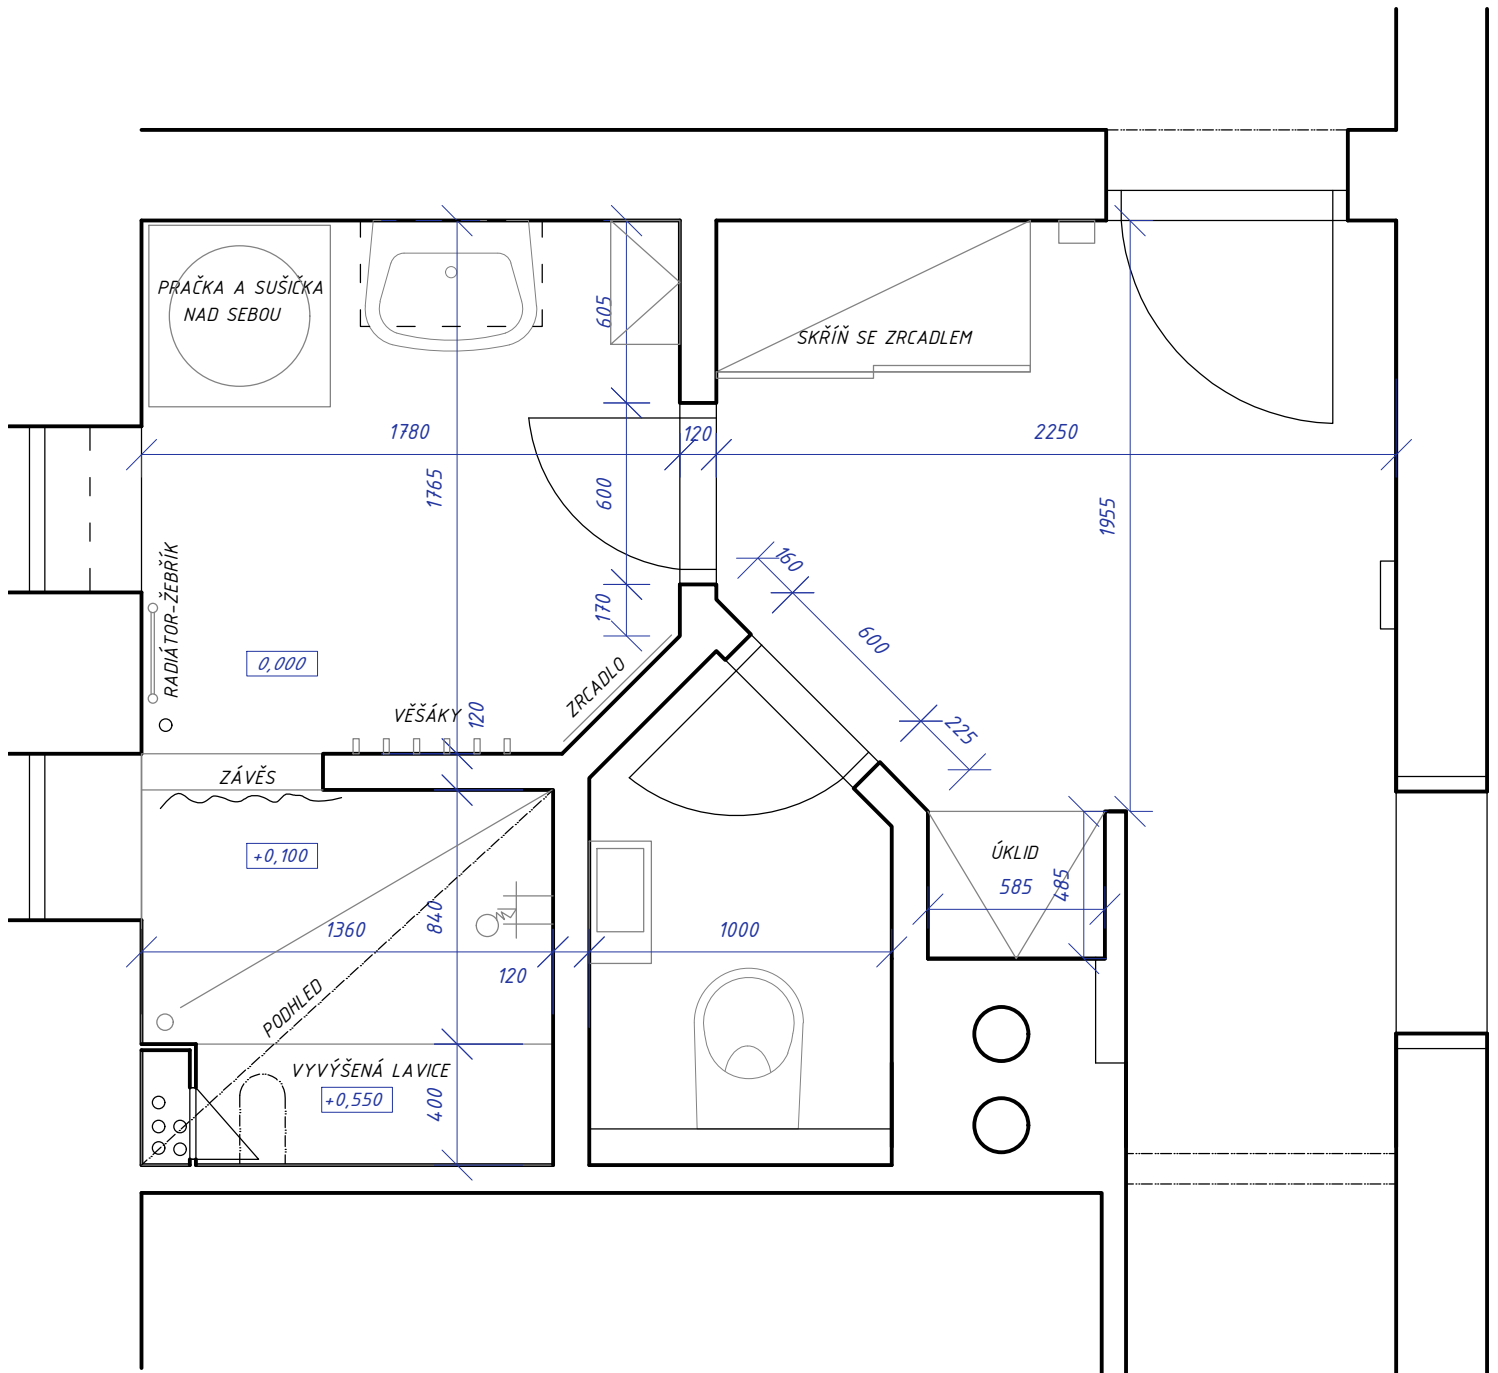 PRAČKA A SUŠIČKA
NAD SEBOU
605
SKŘÍŇ SE ZRCADLEM
1780
120
2250
1765
600
1955
160
170
600
RADIÁTOR-ŽEBŘÍK
0,000
ZRCADLO
VĚŠÁKY
120
225
ZÁVĚS
+0,100
ÚKLID
585
485
1360
840
1000
120
PODHLED
VYVÝŠENÁ LAVICE
+0,550
400